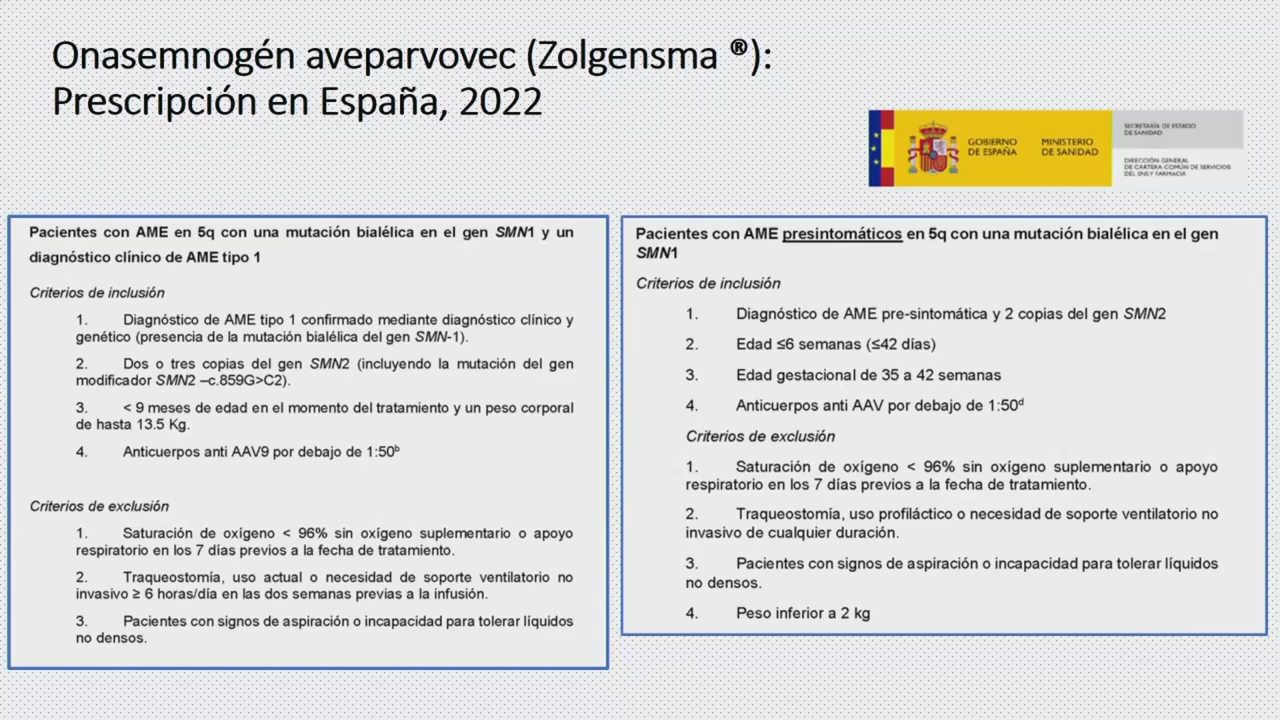 Onasemnogén aveparvovec (Zolgensma ®):
Prescripción en España, 2022
GOBIERNO
DE ESPAÑA
MINISTERIO
DE SANIDAD
SECRETARÍA DE ESTADO
DE SANIDAD
DIRECCIÓN GENERAL
DE CARTERA COMÚN DE SERVICIOS
DEL SNS Y FARMACIA
Pacientes con AME en 5q con una mutación bialélica en el gen SMN1 y un
diagnóstico clínico de AME tipo 1
Criterios de inclusión
1. Diagnóstico de AME tipo 1 confirmado mediante diagnóstico clínico y
genético (presencia de la mutación bialélica del gen SMN-1).
2. Dos o tres copias del gen SMN2 (incluyendo la mutación del gen
modificador SMN2 –c.859G>C2).
3. < 9 meses de edad en el momento del tratamiento y un peso corporal
de hasta 13.5 Kg.
4. Anticuerpos anti AAV9 por debajo de 1:50ᵇ
Criterios de exclusión
1. Saturación de oxígeno < 96% sin oxígeno suplementario o apoyo
respiratorio en los 7 días previos a la fecha de tratamiento.
2. Traqueostomía, uso actual o necesidad de soporte ventilatorio no
invasivo ≥ 6 horas/día en las dos semanas previas a la infusión.
3. Pacientes con signos de aspiración o incapacidad para tolerar líquidos
no densos.
Pacientes con AME presintomáticos en 5q con una mutación bialélica en el gen
SMN1
Criterios de inclusión
1. Diagnóstico de AME pre-sintomática y 2 copias del gen SMN2
2. Edad ≤6 semanas (≤42 días)
3. Edad gestacional de 35 a 42 semanas
4. Anticuerpos anti AAV por debajo de 1:50ᵈ
Criterios de exclusión
1. Saturación de oxígeno < 96% sin oxígeno suplementario o apoyo
respiratorio en los 7 días previos a la fecha de tratamiento.
2. Traqueostomía, uso profiláctico o necesidad de soporte ventilatorio no
invasivo de cualquier duración.
3. Pacientes con signos de aspiración o incapacidad para tolerar líquidos
no densos.
4. Peso inferior a 2 kg